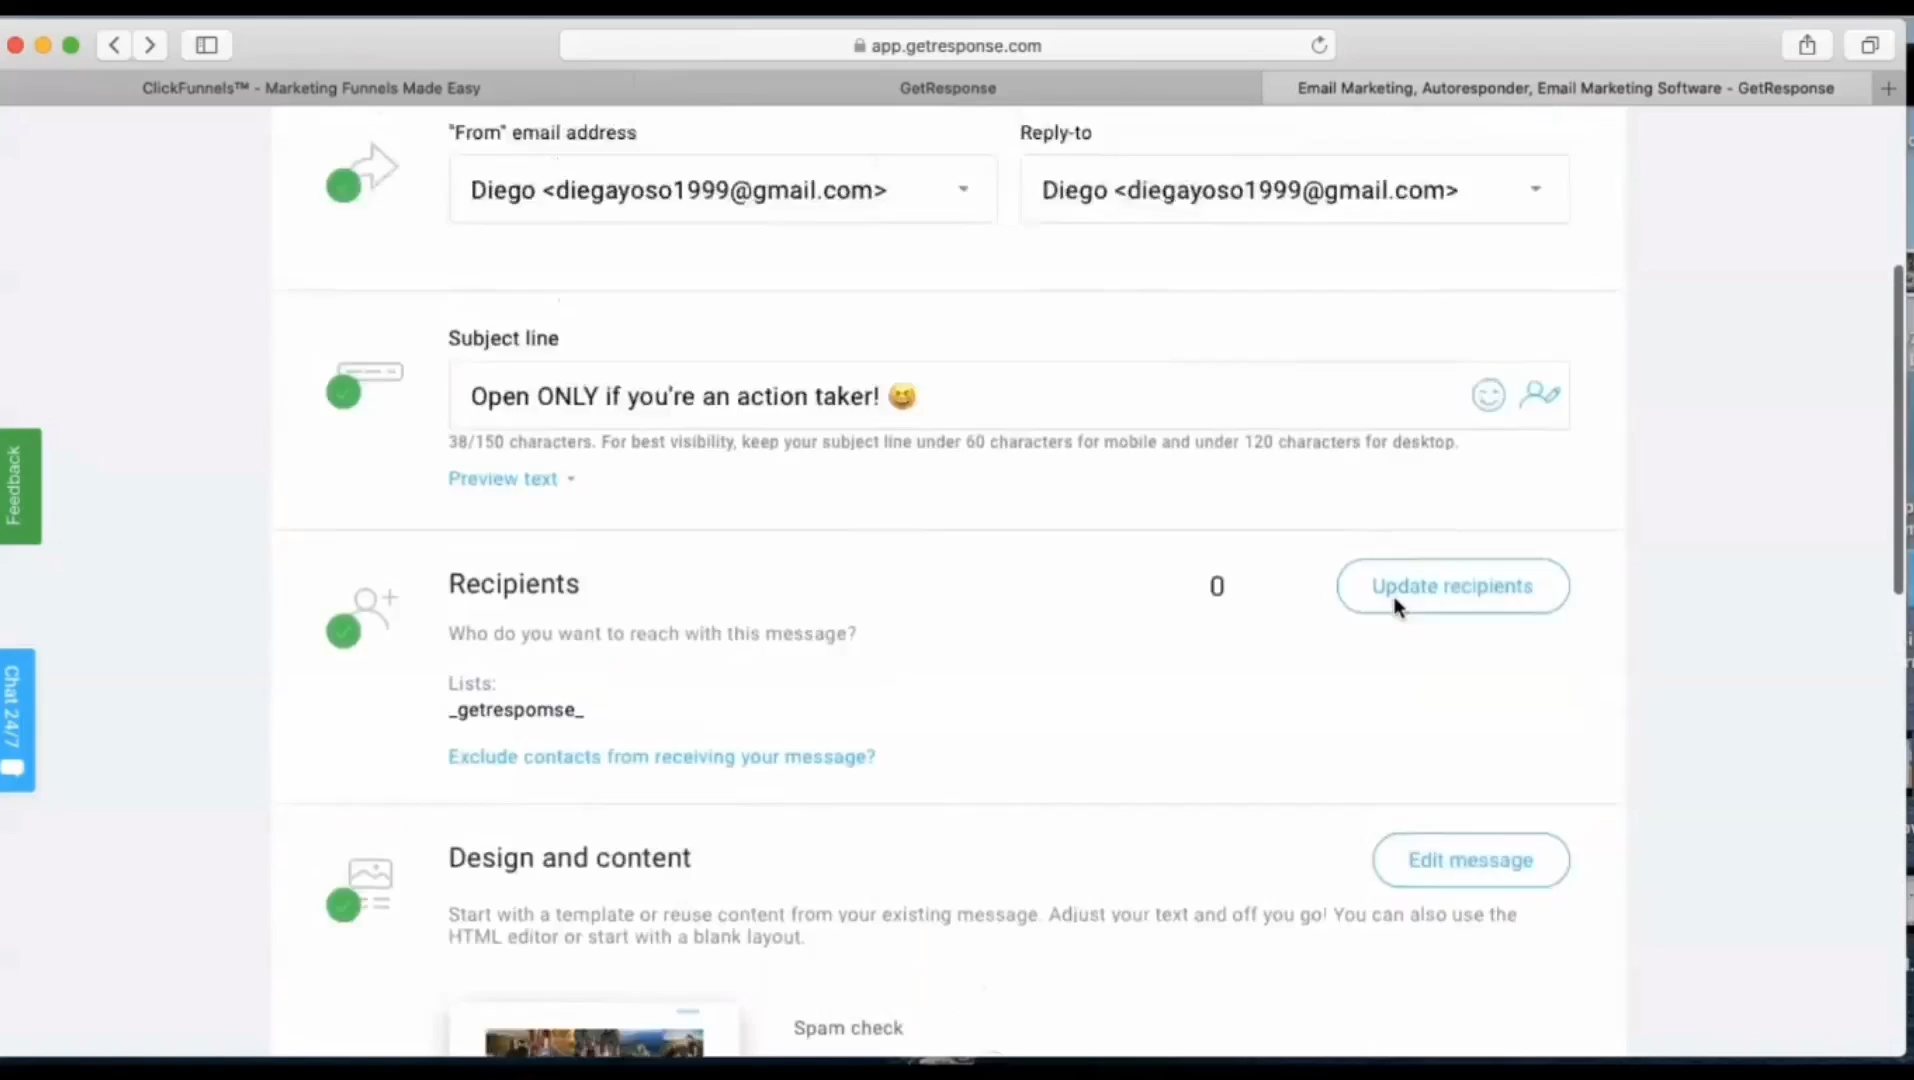 app.getresponse.com
ClickFunnels™ - Marketing Funnels Made Easy
GetResponse
Email Marketing, Autoresponder, Email Marketing Software - GetResponse
"From" email address
Reply-to
Diego <diegayoso1999@gmail.com>
Diego <diegayoso1999@gmail.com>
Subject line
Open ONLY if you're an action taker! 😆
38/150 characters. For best visibility, keep your subject line under 60 characters for mobile and under 120 characters for desktop.
Preview text
Feedback
Recipients
0
Update recipients
Who do you want to reach with this message?
Lists:
_getrespomse_
Chat 24/7
Exclude contacts from receiving your message?
Design and content
Edit message
Start with a template or reuse content from your existing message. Adjust your text and off you go! You can also use the
HTML editor or start with a blank layout.
Spam check